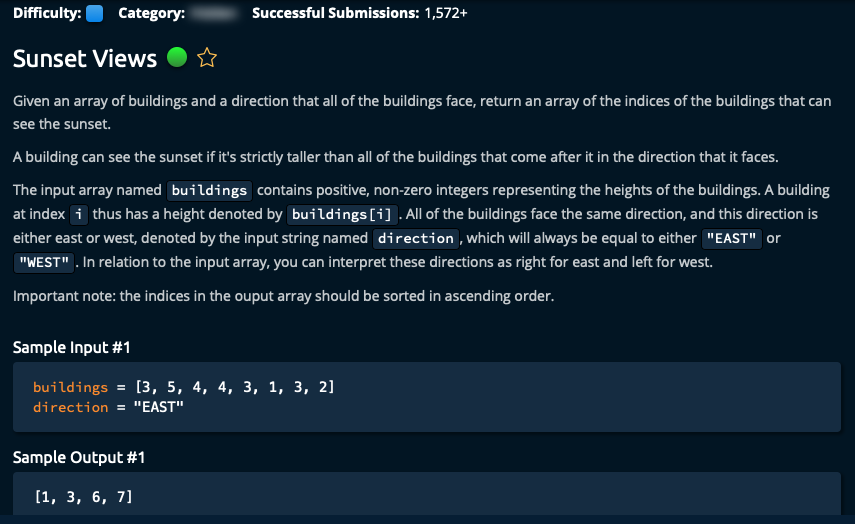 Difficulty: Category: Successful Submissions: 1,572+
Sunset Views
Given an array of buildings and a direction that all of the buildings face, return an array of the indices of the buildings that can
see the sunset.
A building can see the sunset if it's strictly taller than all of the buildings that come after it in the direction that it faces.
The input array named buildings contains positive, non-zero integers representing the heights of the buildings. A building
at index i thus has a height denoted by buildings[i] . All of the buildings face the same direction, and this direction is
either east or west, denoted by the input string named direction , which will always be equal to either "EAST" or
"WEST" . In relation to the input array, you can interpret these directions as right for east and left for west.
Important note: the indices in the ouput array should be sorted in ascending order.
Sample Input #1
buildings = [3, 5, 4, 4, 3, 1, 3, 2]
direction = "EAST"
Sample Output #1
[1, 3, 6, 7]